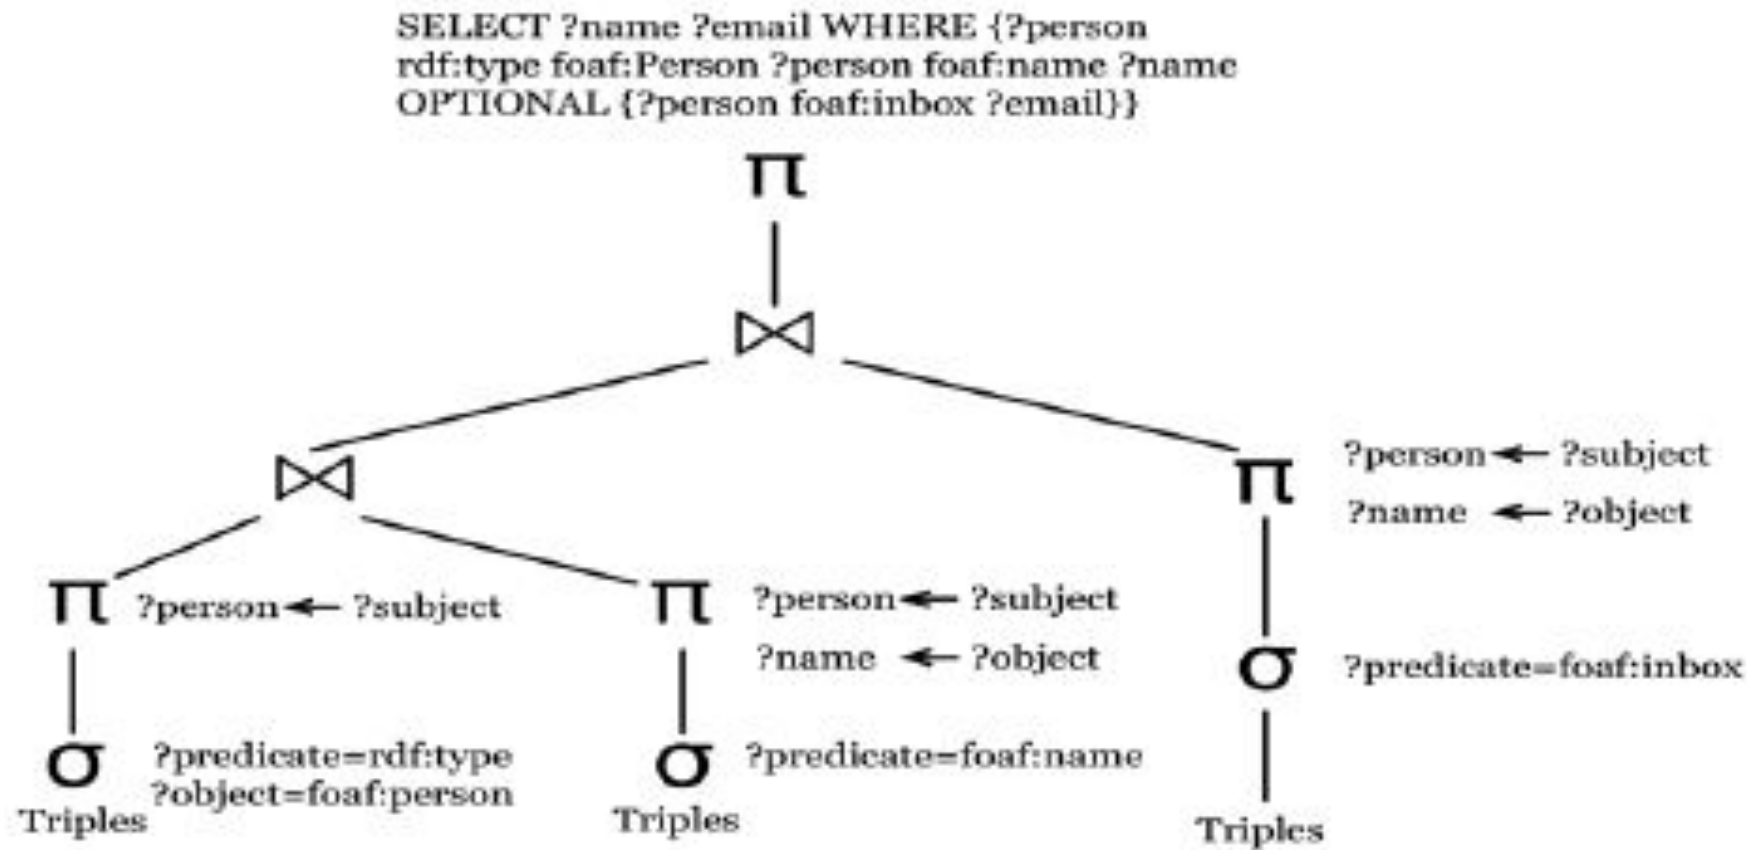 SELECT ?name ?email WHERE {?person
rdf:type foaf:Person ?person foaf:name ?name
OPTIONAL {?person foaf:inbox ?email}}
π
⋈
⋈
π ?person ← ?subject
?name ← ?object
π ?person ← ?subject
π ?person ← ?subject
?name ← ?object
σ ?predicate=foaf:inbox
σ ?predicate=rdf:type
?object=foaf:person
σ ?predicate=foaf:name
Triples
Triples
Triples